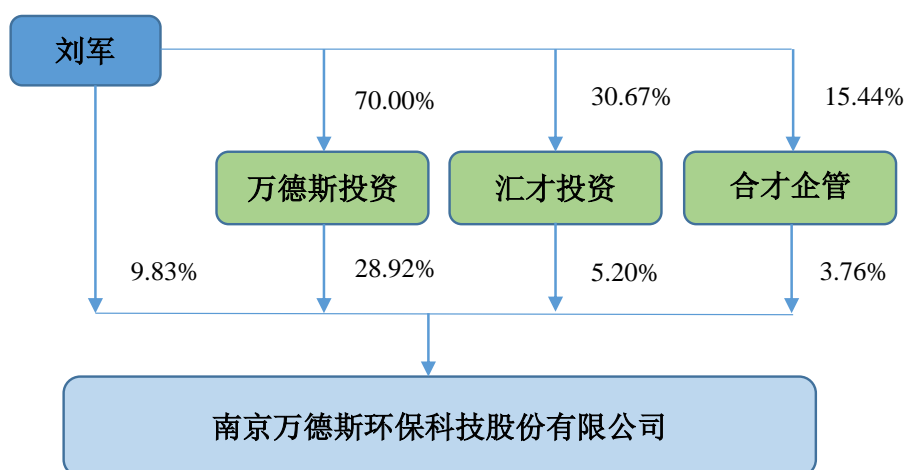 刘军
70.00%
30.67%
15.44%
万德斯投资
汇才投资
合才企管
9.83%
28.92%
5.20%
3.76%
南京万德斯环保科技股份有限公司